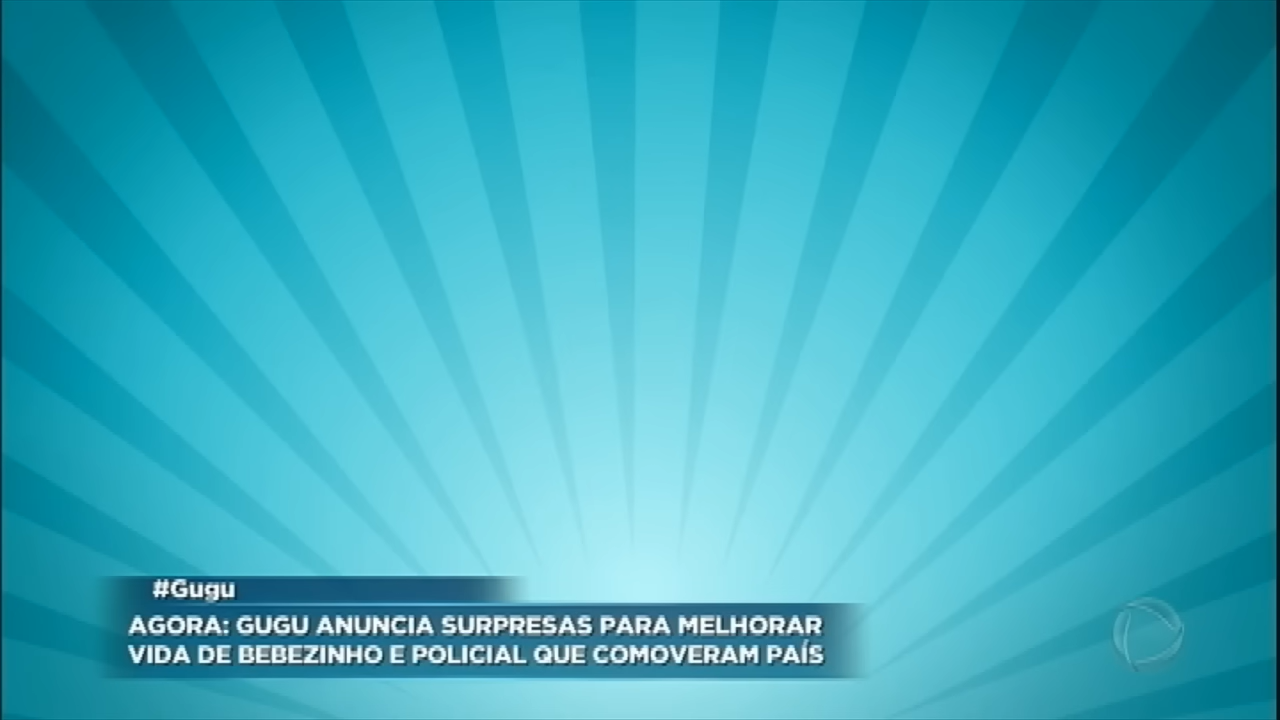 #Gugu
AGORA: GUGU ANUNCIA SURPRESAS PARA MELHORAR
VIDA DE BEBEZINHO E POLICIAL QUE COMOVERAM PAÍS